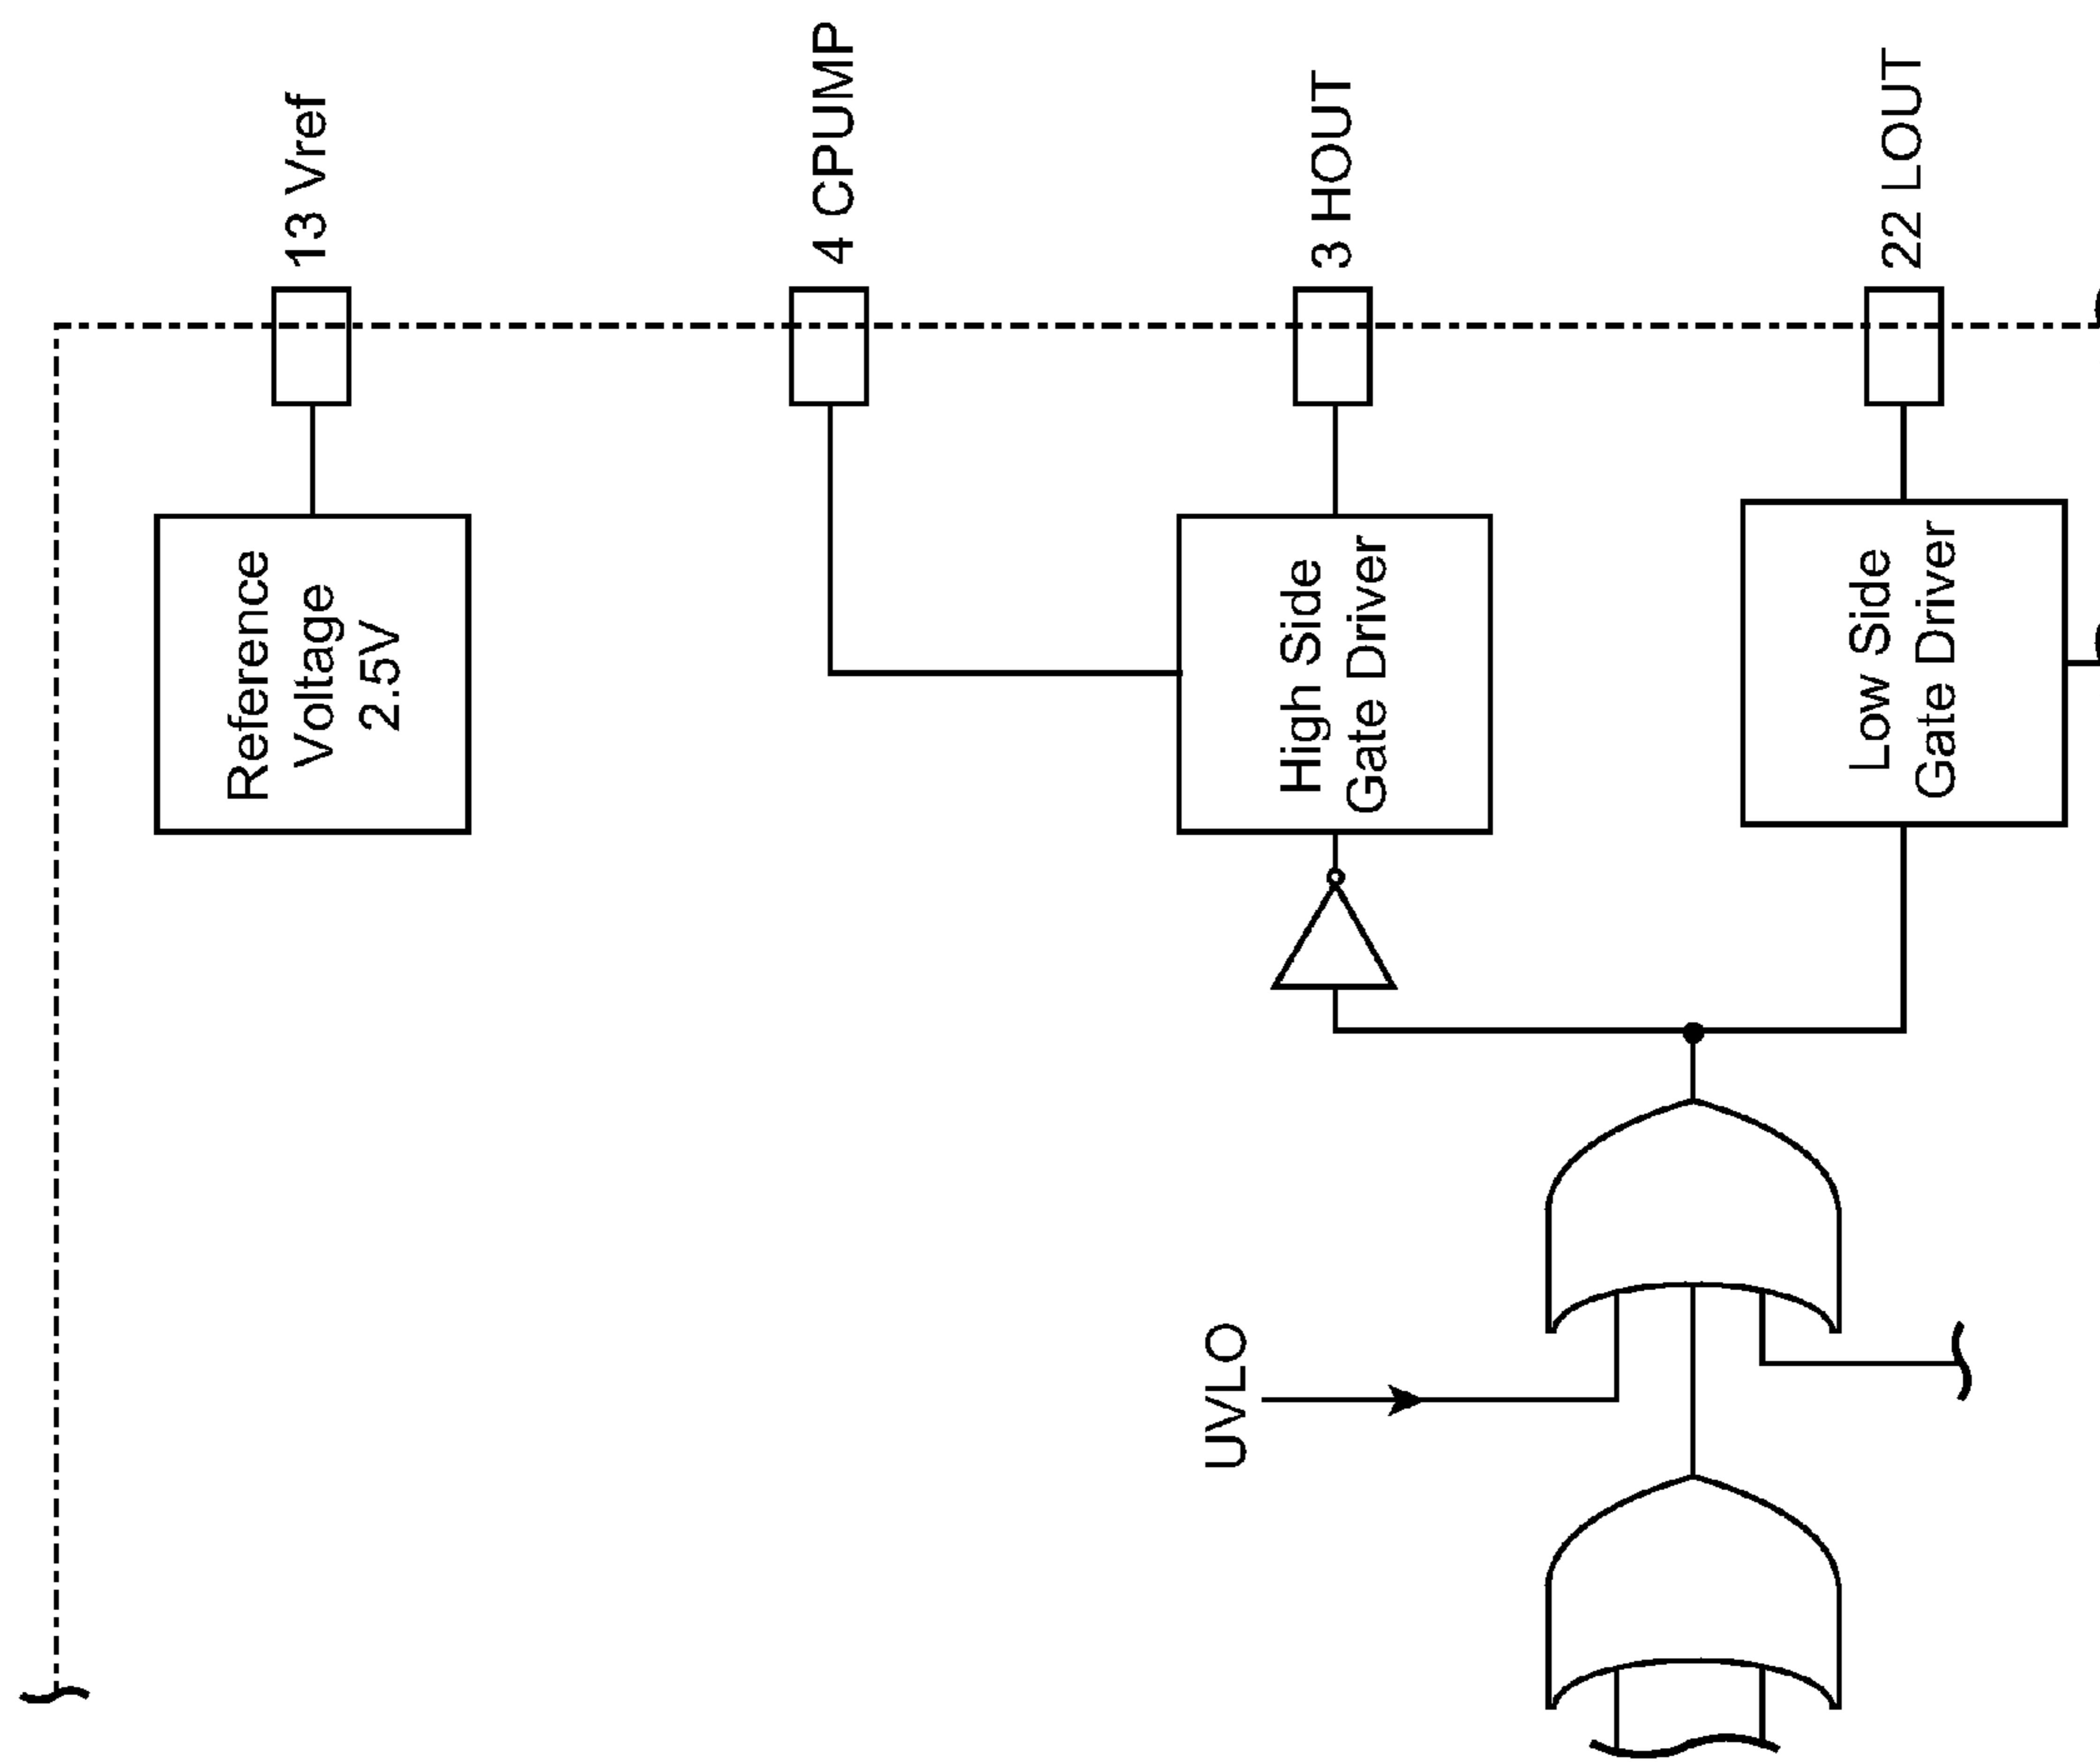 13 Vref
4 CPUMP
3 HOUT
22 LOUT
Reference
Voltage
2.5V
High Side
Gate Driver
Low Side
Gate Driver
UVLO